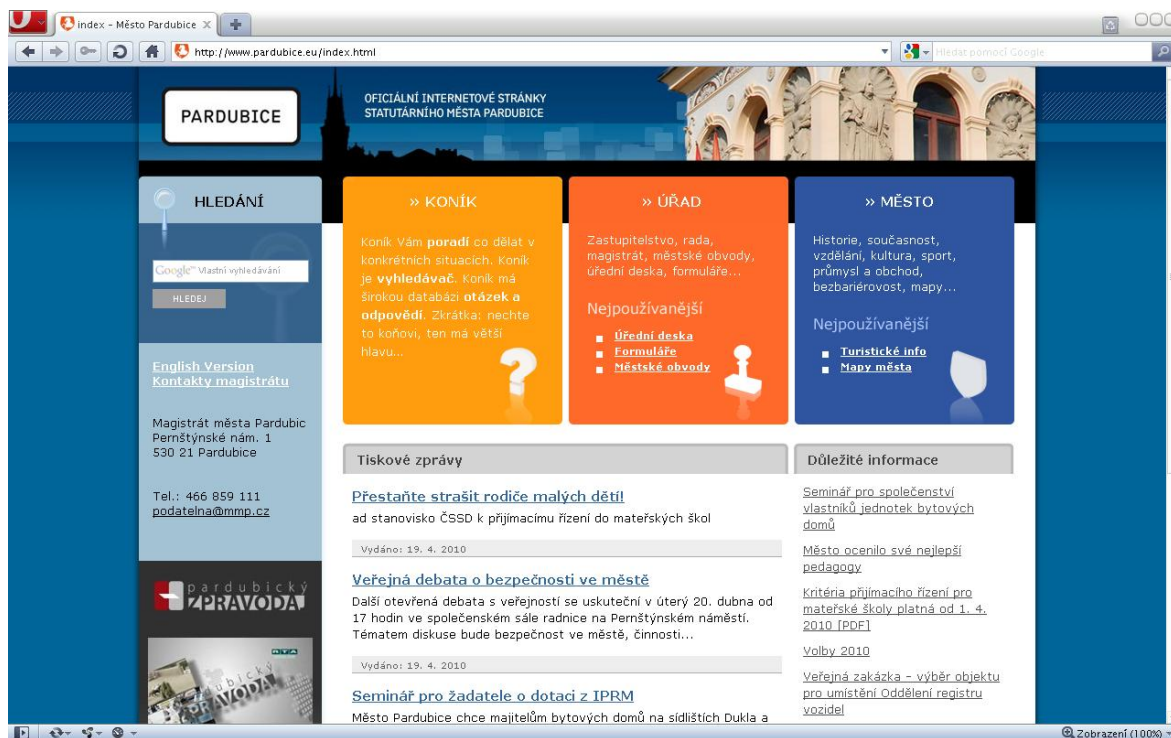 index - Město Pardubice
http://www.pardubice.eu/index.html
Hledat pomocí Google
PARDUBICE
OFICIÁLNÍ INTERNETOVÉ STRÁNKY
STATUTÁRNÍHO MĚSTA PARDUBICE
HLEDÁNÍ
Google™ Vlastní vyhledávání
HLEDEJ
English Version
Kontakty magistrátu
Magistrát města Pardubic
Pernštýnské nám. 1
530 21 Pardubice
Tel.: 466 859 111
podatelna@mmp.cz
pardubický
ZPRAVODAJ
» KONÍK
Koník Vám poradí co dělat v
konkrétních situacích. Koník
je vyhledávač. Koník má
širokou databázi otázek a
odpovědí. Zkrátka: nechte
to koňovi, ten má větší
hlavu...
» ÚŘAD
Zastupitelstvo, rada,
magistrát, městské obvody,
úřední deska, formuláře...
Nejpoužívanější
Úřední deska
Formuláře
Městské obvody
» MĚSTO
Historie, současnost,
vzdělání, kultura, sport,
průmysl a obchod,
bezbariérovost, mapy...
Nejpoužívanější
Turistické info
Mapy města
Tiskové zprávy
Přestaňte strašit rodiče malých dětí!
ad stanovisko ČSSD k přijímacímu řízení do mateřských škol
Vydáno: 19. 4. 2010
Veřejná debata o bezpečnosti ve městě
Další otevřená debata s veřejností se uskuteční v úterý 20. dubna od
17 hodin ve společenském sále radnice na Pernštýnském náměstí.
Tématem diskuse bude bezpečnost ve městě, činnosti...
Vydáno: 19. 4. 2010
Seminář pro žadatele o dotaci z IPRM
Město Pardubice chce majitelům bytových domů na sídlištích Dukla a
Důležité informace
Seminář pro společenství
vlastníků jednotek bytových
domů
Město ocenilo své nejlepší
pedagogy
Kritéria přijímacího řízení pro
mateřské školy platná od 1. 4.
2010 [PDF]
Volby 2010
Veřejná zakázka - výběr objektu
pro umístění Oddělení registru
vozidel
Zobrazení (100%)